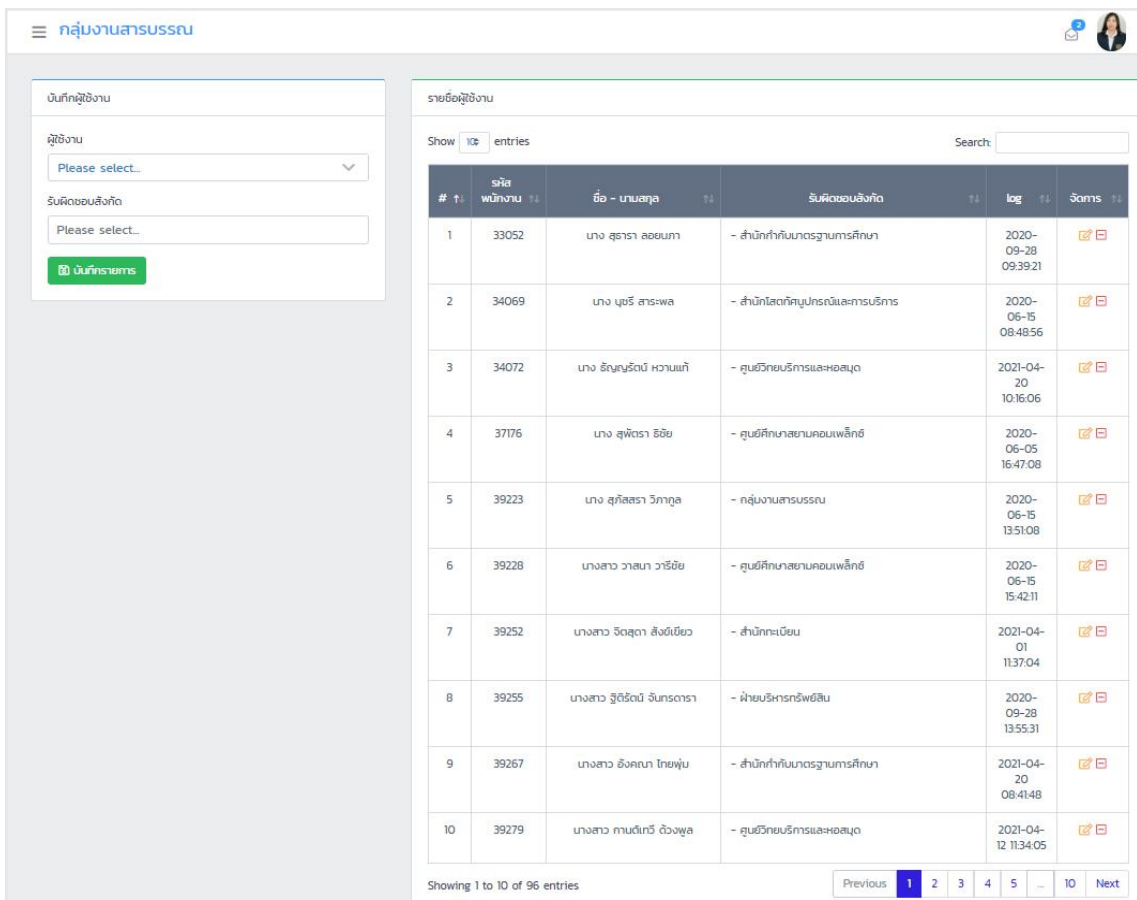 กลุ่มงานสารบรรณ
2
บันทึกผู้ใช้งาน
ผู้ใช้งาน
Please select...
รับผิดชอบสังกัด
Please select...
บันทึกรายการ
รายชื่อผู้ใช้งาน
Show 10 entries
Search:
# รหัส พนักงาน ชื่อ - นามสกุล รับผิดชอบสังกัด log จัดการ
1 33052 นาง สุธารา ลอยนภา - สำนักกำกับมาตรฐานการศึกษา 2020-
09-28
09:39:21
2 34069 นาง นุชรี สาระพล - สำนักโสตทัศนูปกรณ์และการบริการ 2020-
06-15
08:48:56
3 34072 นาง ธัญญรัตน์ หวานแท้ - ศูนย์วิทยบริการและหอสมุด 2021-04-
20
10:16:06
4 37176 นาง สุพัตรา ธิชัย - ศูนย์ศึกษาสยามคอมเพล็กซ์ 2020-
06-05
16:47:08
5 39223 นาง สุภัสสรา วิภากูล - กลุ่มงานสารบรรณ 2020-
06-15
13:51:08
6 39228 นางสาว วาสนา วารีชัย - ศูนย์ศึกษาสยามคอมเพล็กซ์ 2020-
06-15
15:42:11
7 39252 นางสาว จิตสุดา สังข์เขียว - สำนักทะเบียน 2021-04-
01
11:37:04
8 39255 นางสาว ฐิติรัตน์ จันทรดารา - ฝ่ายบริหารทรัพย์สิน 2020-
09-28
13:55:31
9 39267 นางสาว อังคณา ไทยพุ่ม - สำนักกำกับมาตรฐานการศึกษา 2021-04-
20
08:41:48
10 39279 นางสาว กานต์เทวี ด้วงพูล - ศูนย์วิทยบริการและหอสมุด 2021-04-
12 11:34:05
Showing 1 to 10 of 96 entries
Previous 1 2 3 4 5 ... 10 Next